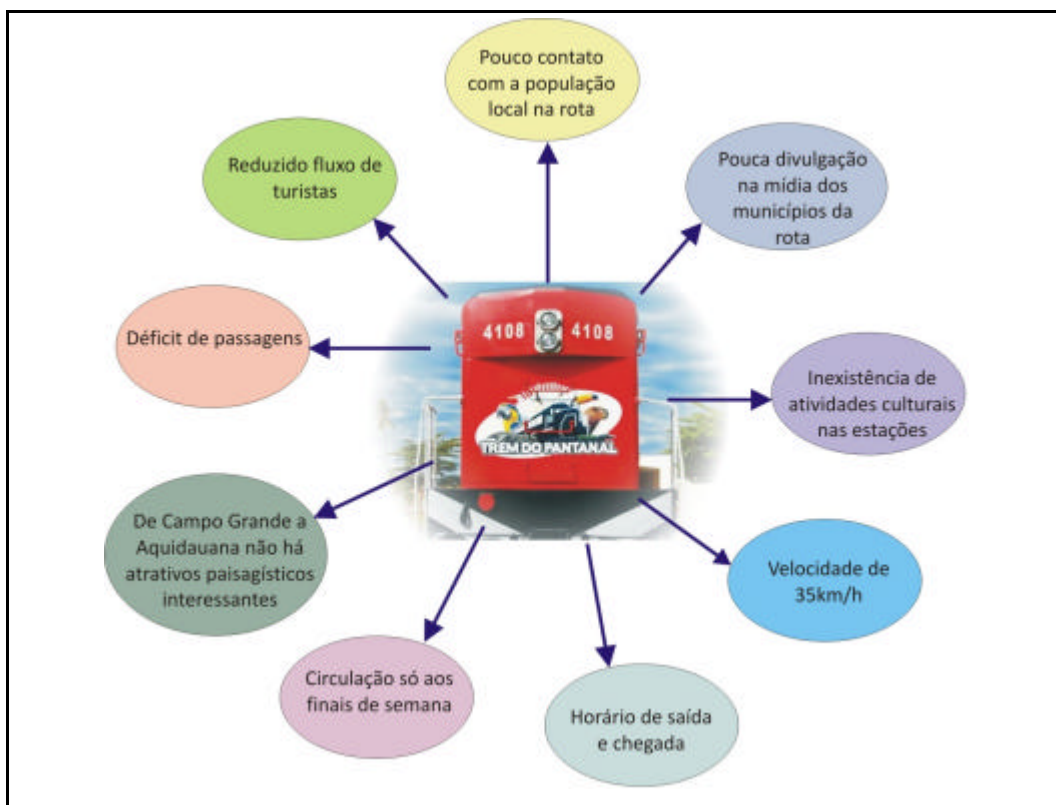 Pouco contato
com a população
local na rota
Reduzido fluxo de
turistas
Pouca divulgação
na mídia dos
municípios da
rota
4108 4108
Déficit de passagens
Inexistência de
atividades culturais
nas estações
TREM DO PANTANAL
De Campo Grande a
Aquidauana não há
atrativos paisagísticos
interessantes
Velocidade de
35km/h
Circulação só aos
finais de semana
Horário de saída
e chegada